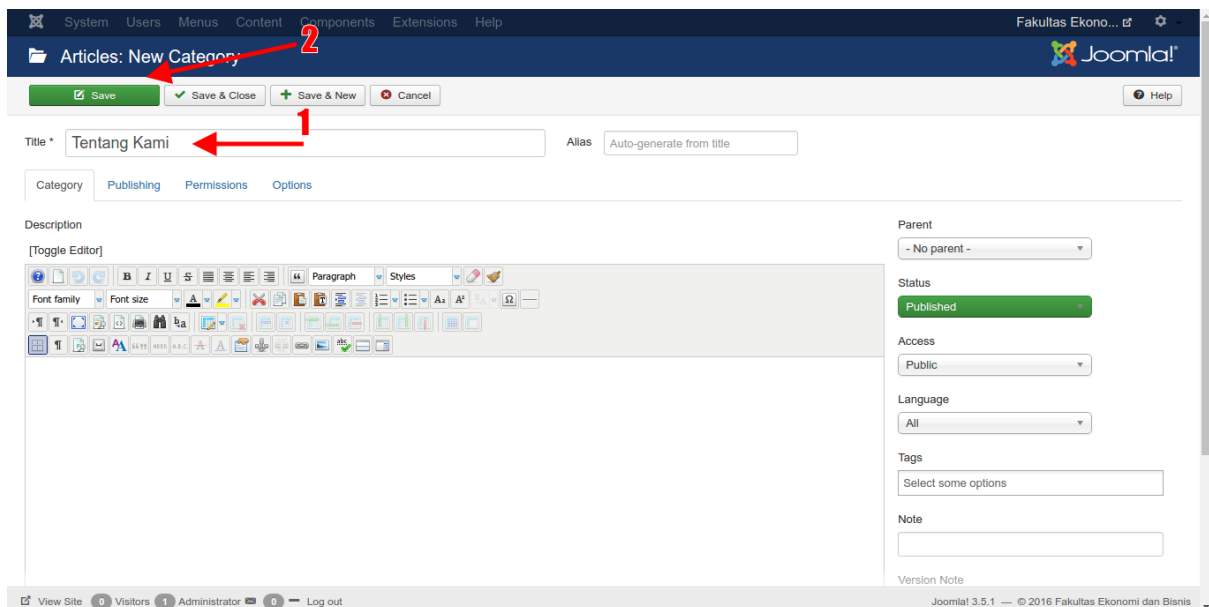 System Users Menus Content Components Extensions Help Fakultas Ekono...
2
Articles: New Category Joomla!
Save Save & Close Save & New Cancel Help
1
Title * Tentang Kami Alias Auto-generate from title
Category Publishing Permissions Options
Description Parent
[Toggle Editor] - No parent -
B I U S Paragraph Styles
Status
Font family Font size A
Published
Access
Public
Language
All
Tags
Select some options
Note
Version Note
View Site 0 Visitors 1 Administrator 0 Log out Joomla! 3.5.1 — © 2016 Fakultas Ekonomi dan Bisnis